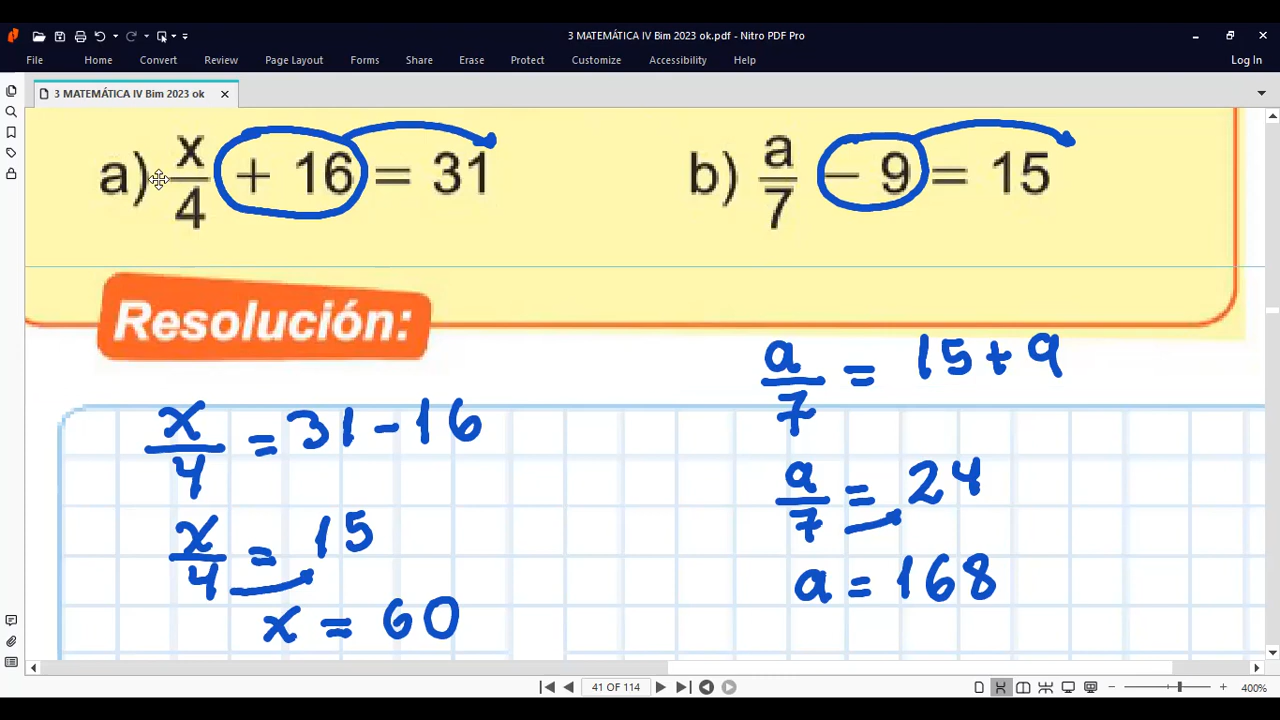 3 MATEMÁTICA IV Bim 2023 ok.pdf - Nitro PDF Pro
File Home Convert Review Page Layout Forms Share Erase Protect Customize Accessibility Help Log In
3 MATEMÁTICA IV Bim 2023 ok
a) x/4 + 16 = 31
b) a/7 − 9 = 15
Resolución:
x/4 = 31 - 16
x/4 = 15
x = 60
a/7 = 15 + 9
a/7 = 24
a = 168
41 OF 114
400%